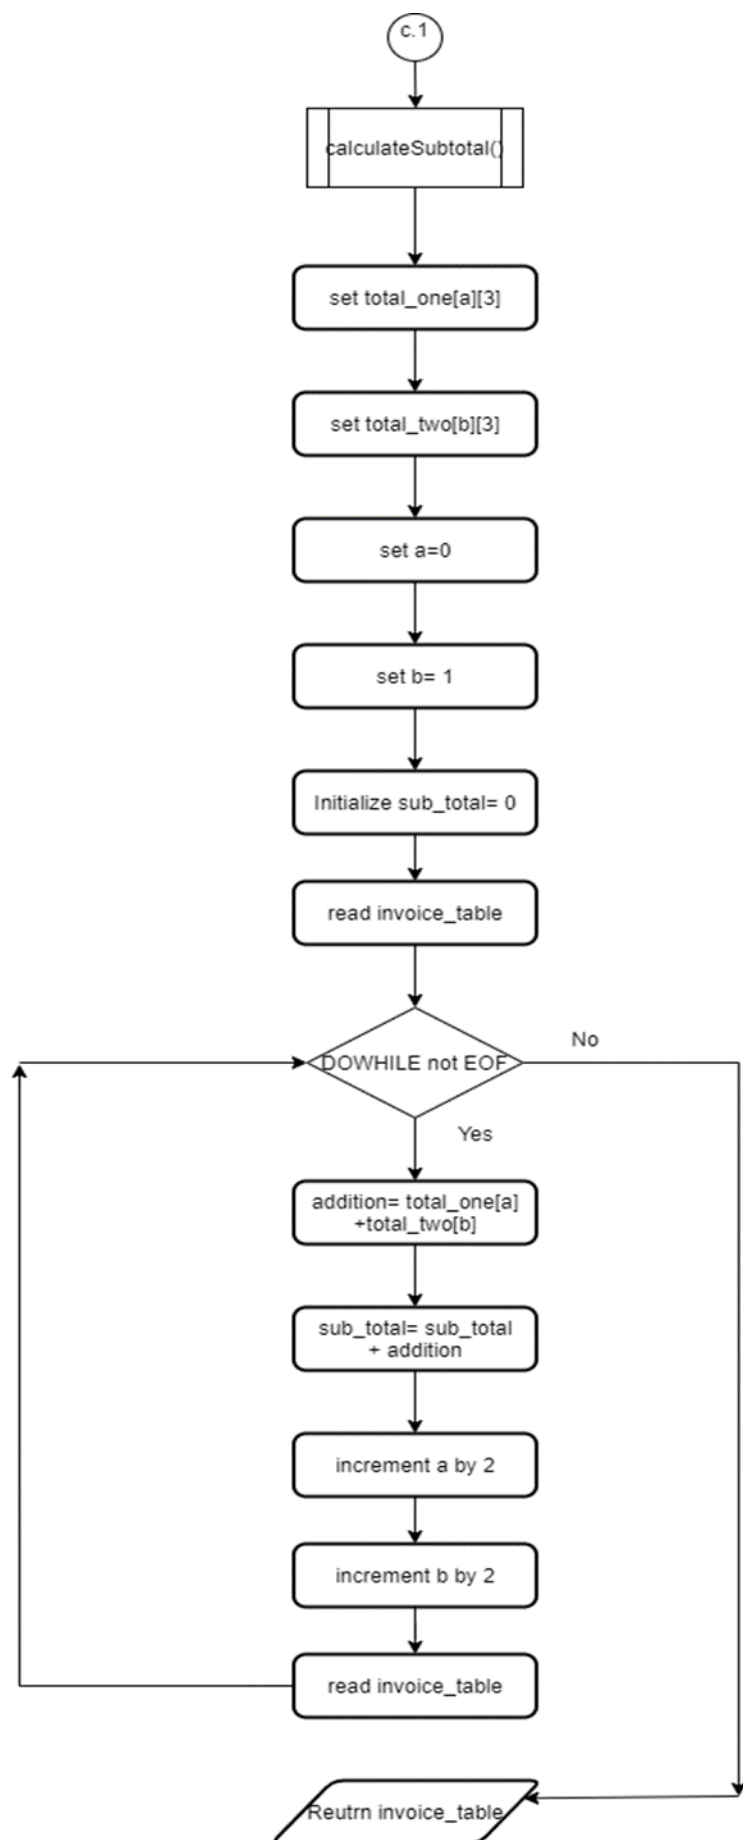 c.1
calculateSubtotal()
set total_one[a][3]
set total_two[b][3]
set a=0
set b= 1
Initialize sub_total= 0
read invoice_table
DOWHILE not EOF
No
Yes
addition= total_one[a]
+total_two[b]
sub_total= sub_total
+ addition
increment a by 2
increment b by 2
read invoice_table
Reutrn invoice_table